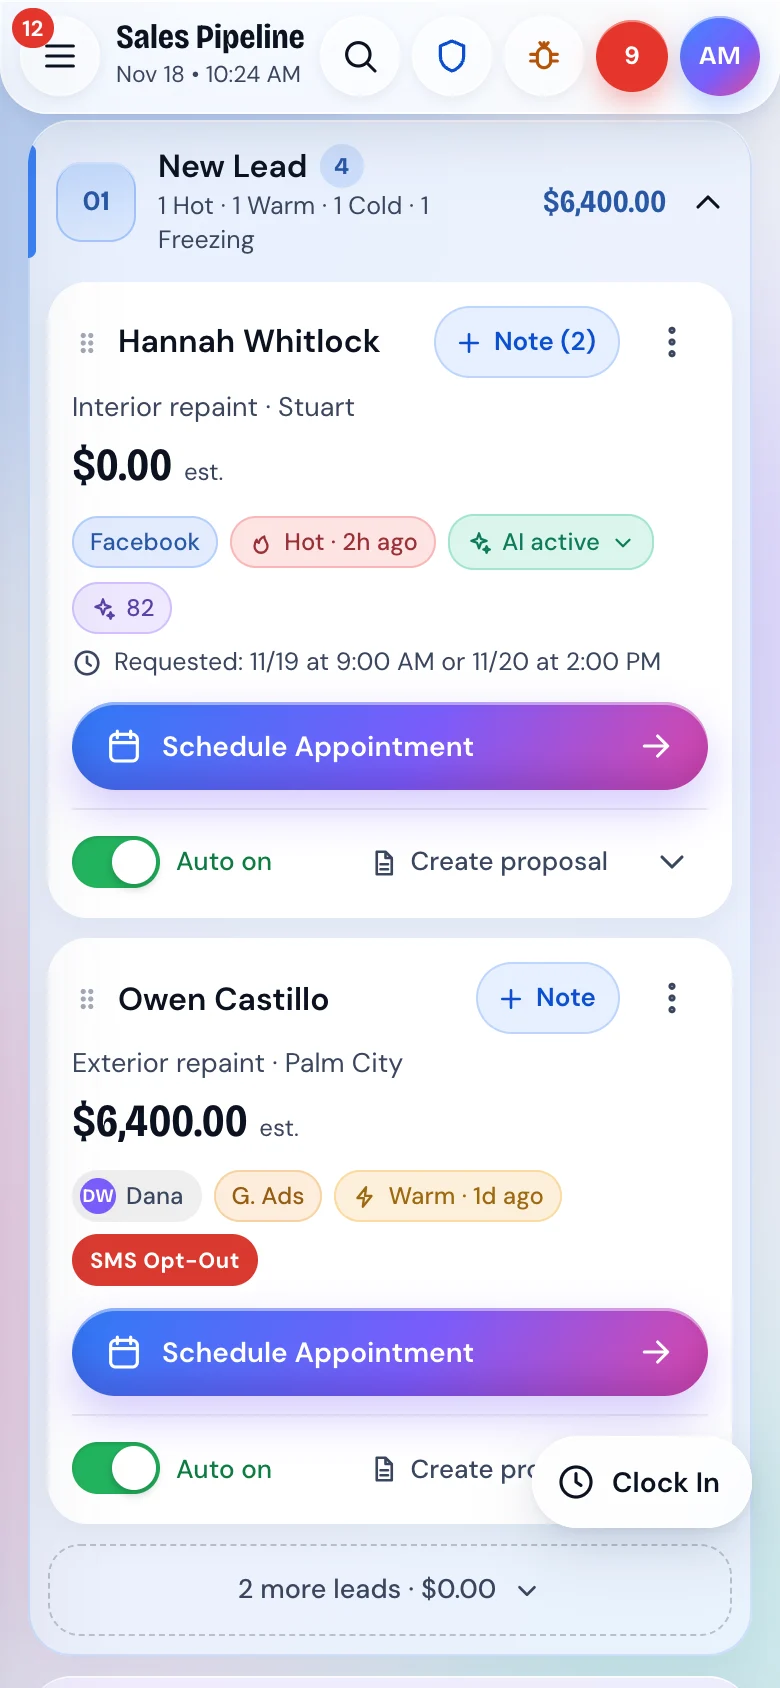 12
Sales Pipeline
Nov 18 • 10:24 AM
9
AM
01
New Lead 4
1 Hot · 1 Warm · 1 Cold · 1
Freezing
$6,400.00
Hannah Whitlock
+ Note (2)
Interior repaint · Stuart
$0.00 est.
Facebook
Hot · 2h ago
AI active
82
Requested: 11/19 at 9:00 AM or 11/20 at 2:00 PM
Schedule Appointment
Auto on
Create proposal
Owen Castillo
+ Note
Exterior repaint · Palm City
$6,400.00 est.
DW Dana
G. Ads
Warm · 1d ago
SMS Opt-Out
Schedule Appointment
Auto on
Create pro
Clock In
2 more leads · $0.00